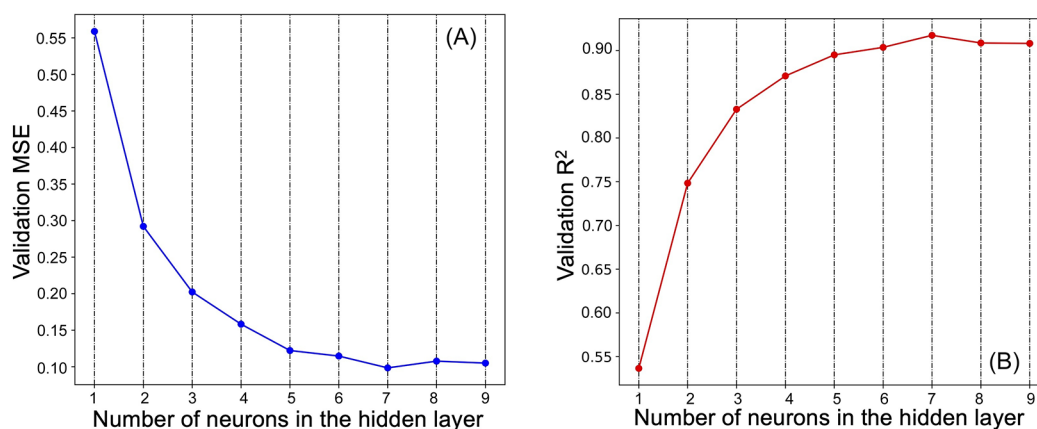 (A)
Validation MSE
0.55
0.50
0.45
0.40
0.35
0.30
0.25
0.20
0.15
0.10
1 2 3 4 5 6 7 8 9
Number of neurons in the hidden layer
(B)
Validation R²
0.90
0.85
0.80
0.75
0.70
0.65
0.60
0.55
1 2 3 4 5 6 7 8 9
Number of neurons in the hidden layer